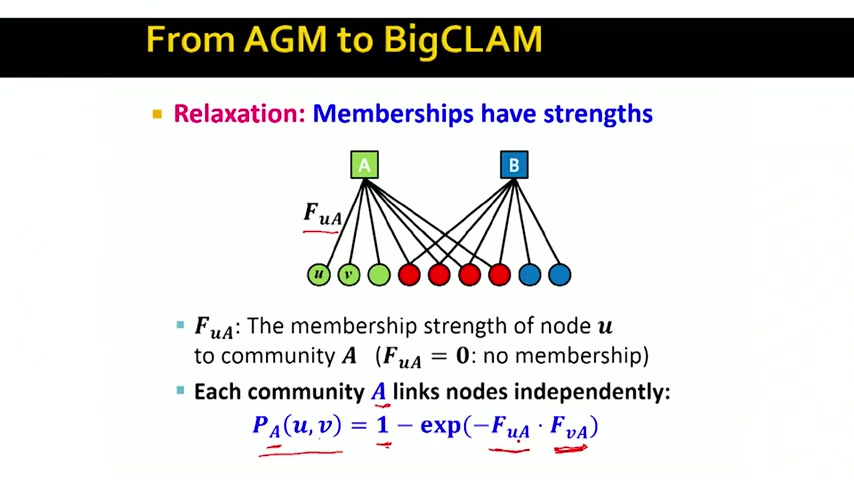 From AGM to BigCLAM
Relaxation: Memberships have strengths
A B
F_{uA}
u v
F_{uA}: The membership strength of node u
to community A (F_{uA} = 0: no membership)
Each community A links nodes independently:
P_A(u, v) = 1 − exp(−F_{uA} · F_{vA})